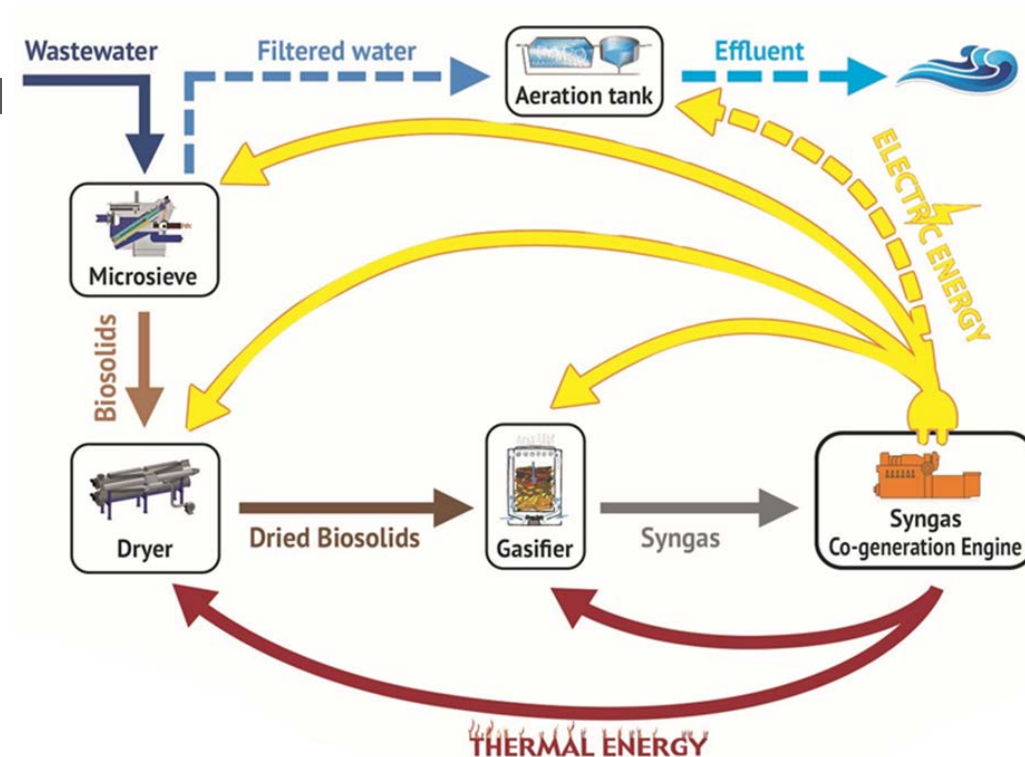 Wastewater
Filtered water
Effluent
Aeration tank
ELECTRIC ENERGY
Microsieve
Biosolids
Dryer
Dried Biosolids
Gasifier
Syngas
Syngas
Co-generation Engine
THERMAL ENERGY